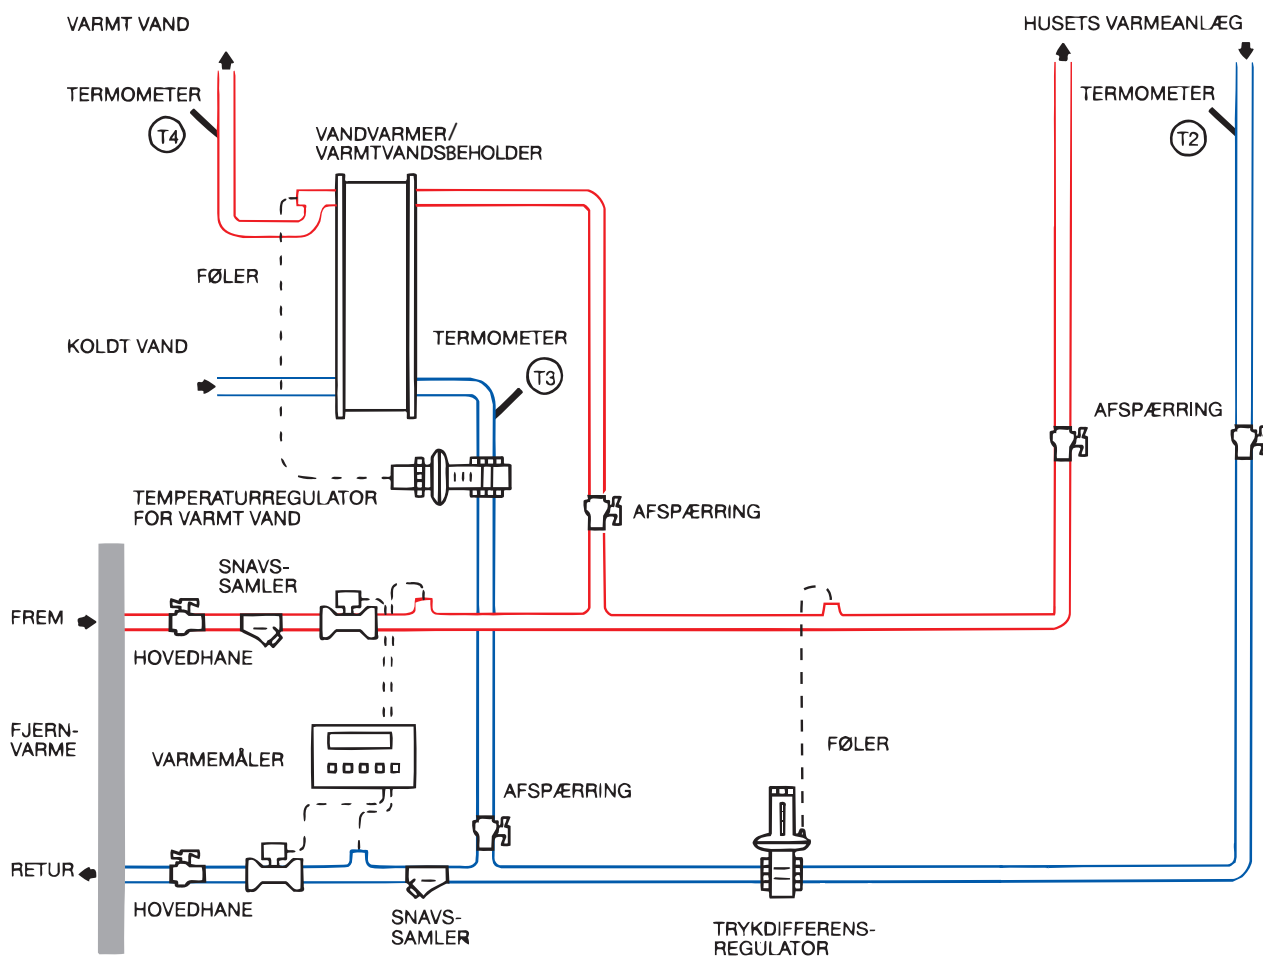 VARMT VAND
HUSETS VARMEANLÆG
TERMOMETER
T4
TERMOMETER
T2
VANDVARMER/
VARMTVANDSBEHOLDER
FØLER
KOLDT VAND
TERMOMETER
T3
AFSPÆRRING
TEMPERATURREGULATOR
FOR VARMT VAND
AFSPÆRRING
SNAVS-
SAMLER
FREM
HOVEDHANE
FJERN-
VARME
VARMEMÅLER
FØLER
AFSPÆRRING
RETUR
HOVEDHANE
SNAVS-
SAMLER
TRYKDIFFERENS-
REGULATOR